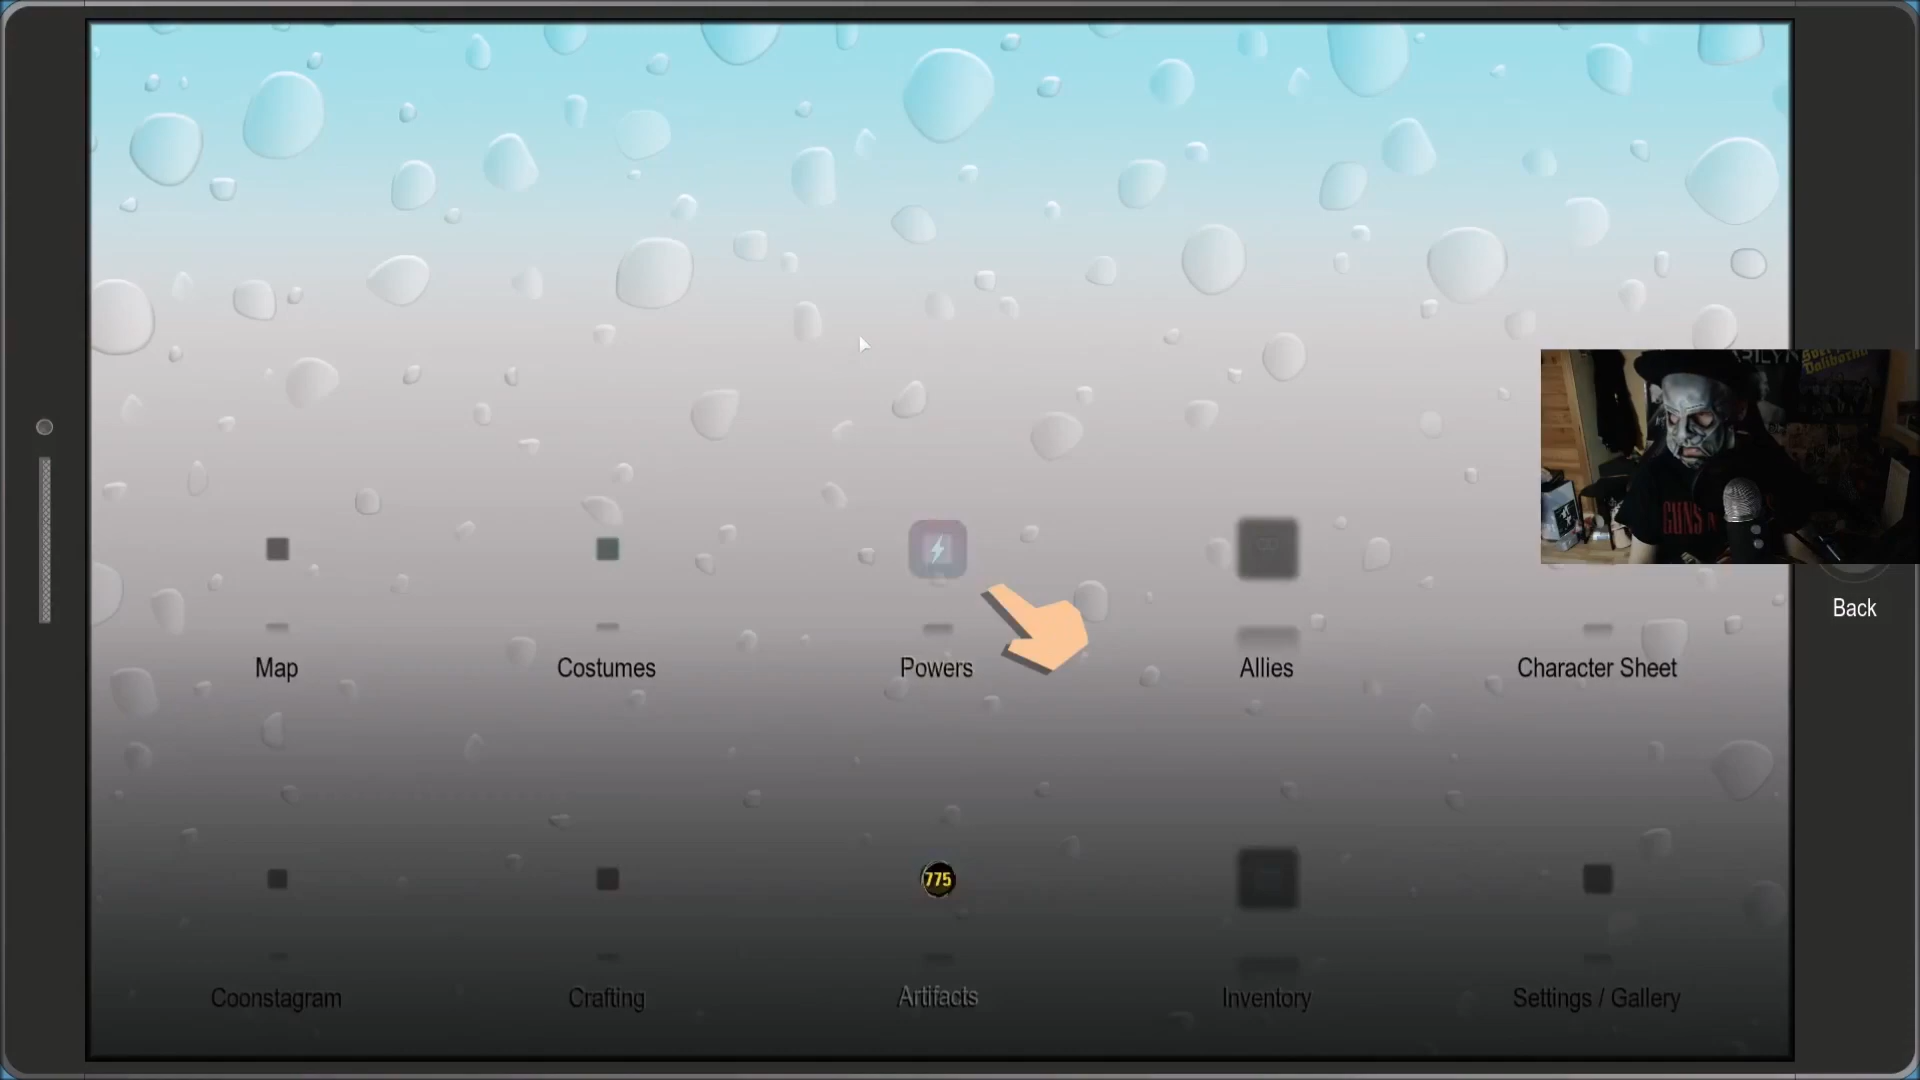 Back
Map
Costumes
Powers
Allies
Character Sheet
775
Coonstagram
Crafting
Artifacts
Inventory
Settings / Gallery